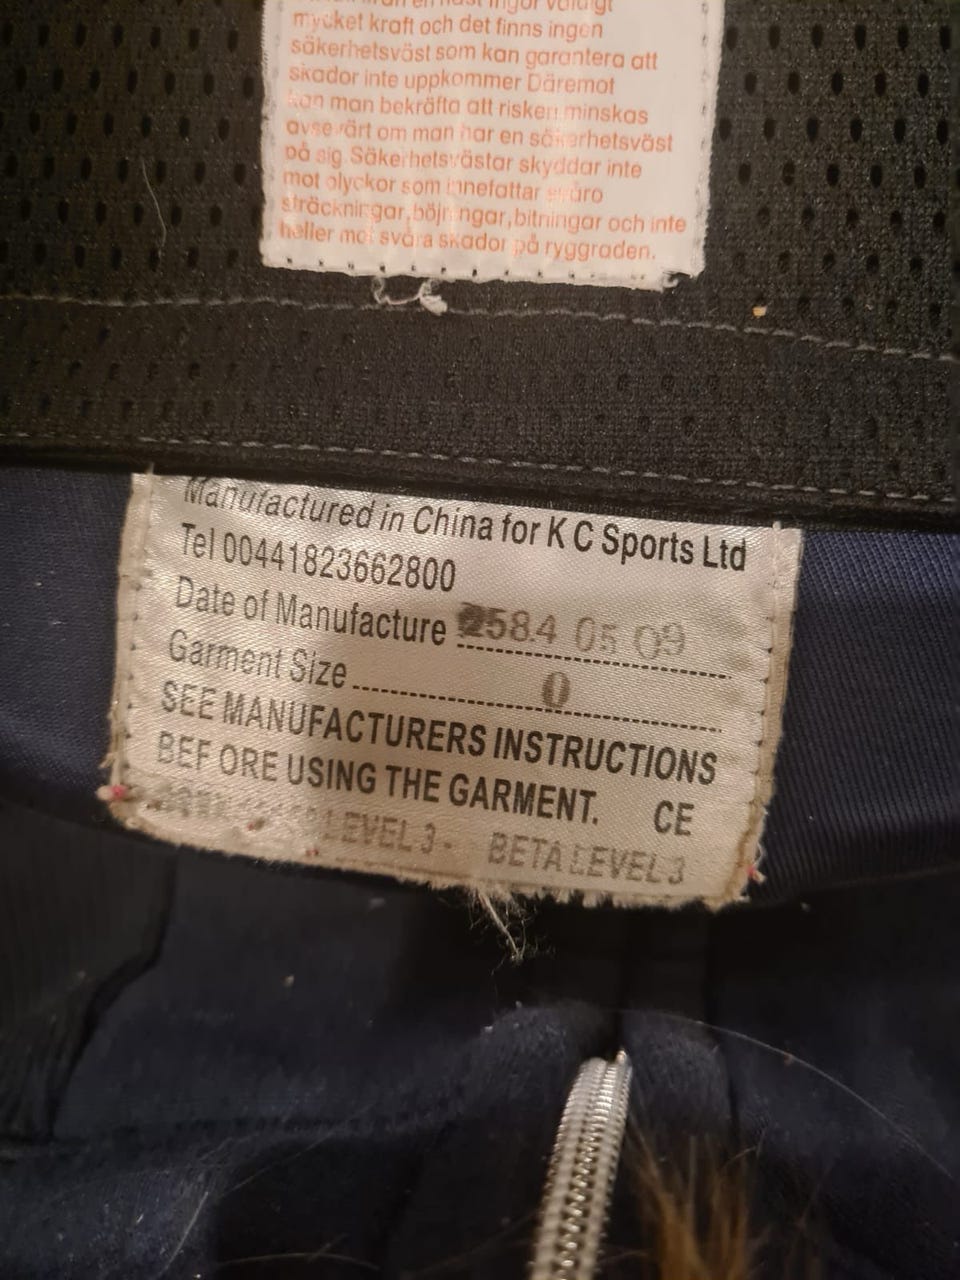 mycket kraft och det finns ingen
säkerhetsväst som kan garantera att
skador inte uppkommer Däremot
kan man bekräfta att risken minskas
avsevärt om man har en säkerhetsväst
på sig. Säkerhetsvästar skyddar inte
mot olyckor som innefattar svåra
sträckningar, böjningar, bitningar och inte
heller mot svåra skador på ryggraden.
Manufactured in China for K C Sports Ltd
Tel 00441823662800
Date of Manufacture 2584 05 09
Garment Size 0
SEE MANUFACTURERS INSTRUCTIONS
BEF ORE USING THE GARMENT. CE
LEVEL 3 - BETA LEVEL 3